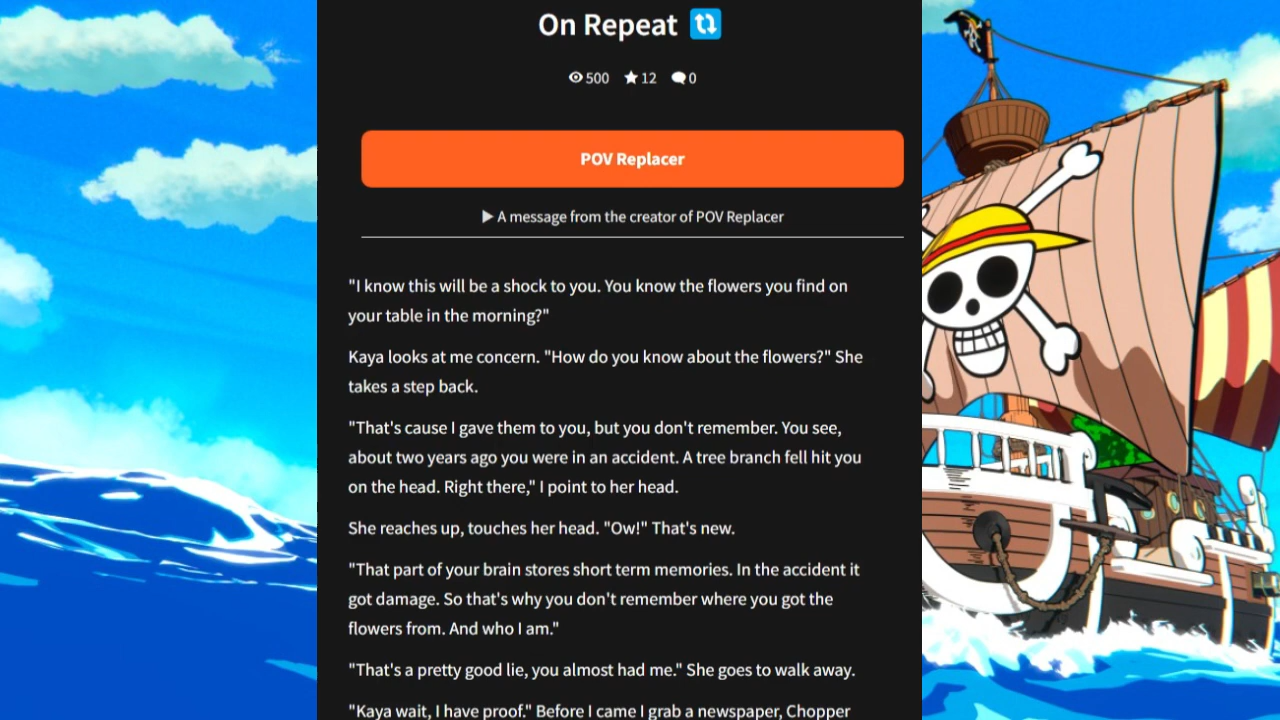 On Repeat 🔃
500 12 0
POV Replacer
▶ A message from the creator of POV Replacer
"I know this will be a shock to you. You know the flowers you find on
your table in the morning?"
Kaya looks at me concern. "How do you know about the flowers?" She
takes a step back.
"That's cause I gave them to you, but you don't remember. You see,
about two years ago you were in an accident. A tree branch fell hit you
on the head. Right there," I point to her head.
She reaches up, touches her head. "Ow!" That's new.
"That part of your brain stores short term memories. In the accident it
got damage. So that's why you don't remember where you got the
flowers from. And who I am."
"That's a pretty good lie, you almost had me." She goes to walk away.
"Kaya wait, I have proof." Before I came I grab a newspaper, Chopper